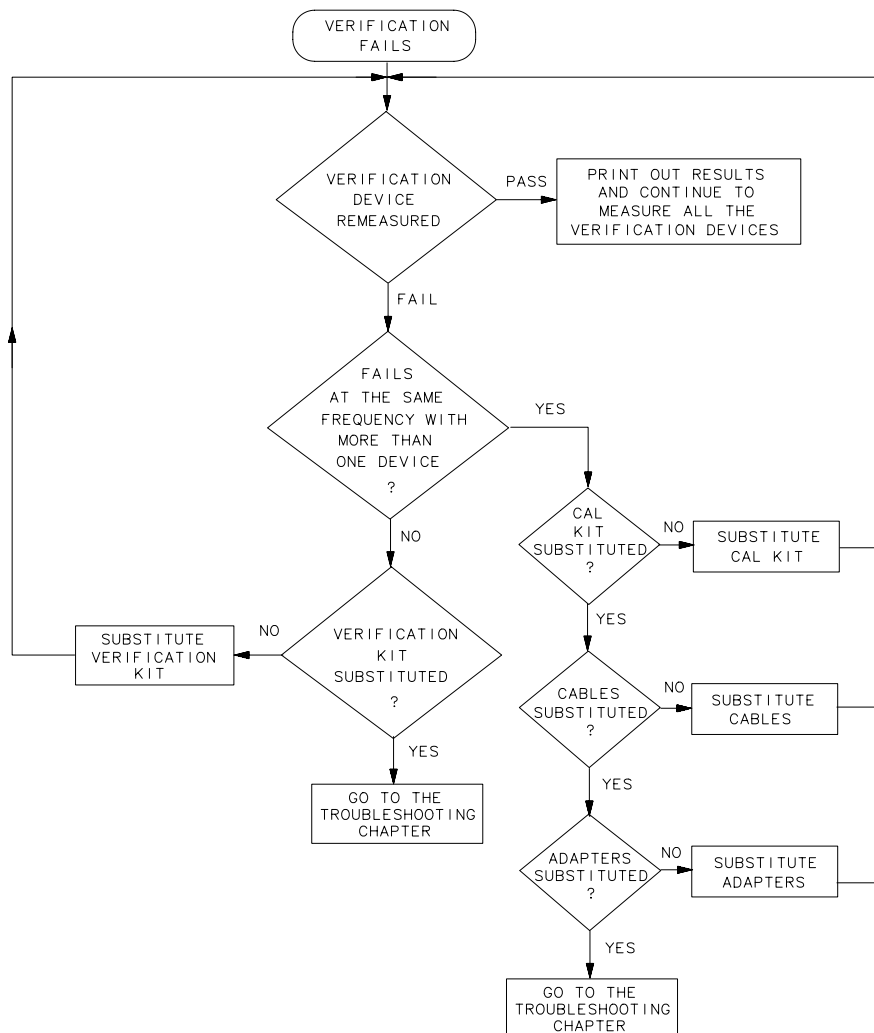 VERIFICATION
FAILS
VERIFICATION
DEVICE
REMEASURED
PASS
PRINT OUT RESULTS
AND CONTINUE TO
MEASURE ALL THE
VERIFICATION DEVICES
FAIL
FAILS
AT THE SAME
FREQUENCY WITH
MORE THAN
ONE DEVICE
?
YES
CAL
KIT
SUBSTITUTED
?
NO
SUBSTITUTE
CAL KIT
NO
YES
VERIFICATION
KIT
SUBSTITUTED
?
NO
SUBSTITUTE
VERIFICATION
KIT
CABLES
SUBSTITUTED
?
NO
SUBSTITUTE
CABLES
YES
GO TO THE
TROUBLESHOOTING
CHAPTER
YES
ADAPTERS
SUBSTITUTED
?
NO
SUBSTITUTE
ADAPTERS
YES
GO TO THE
TROUBLESHOOTING
CHAPTER